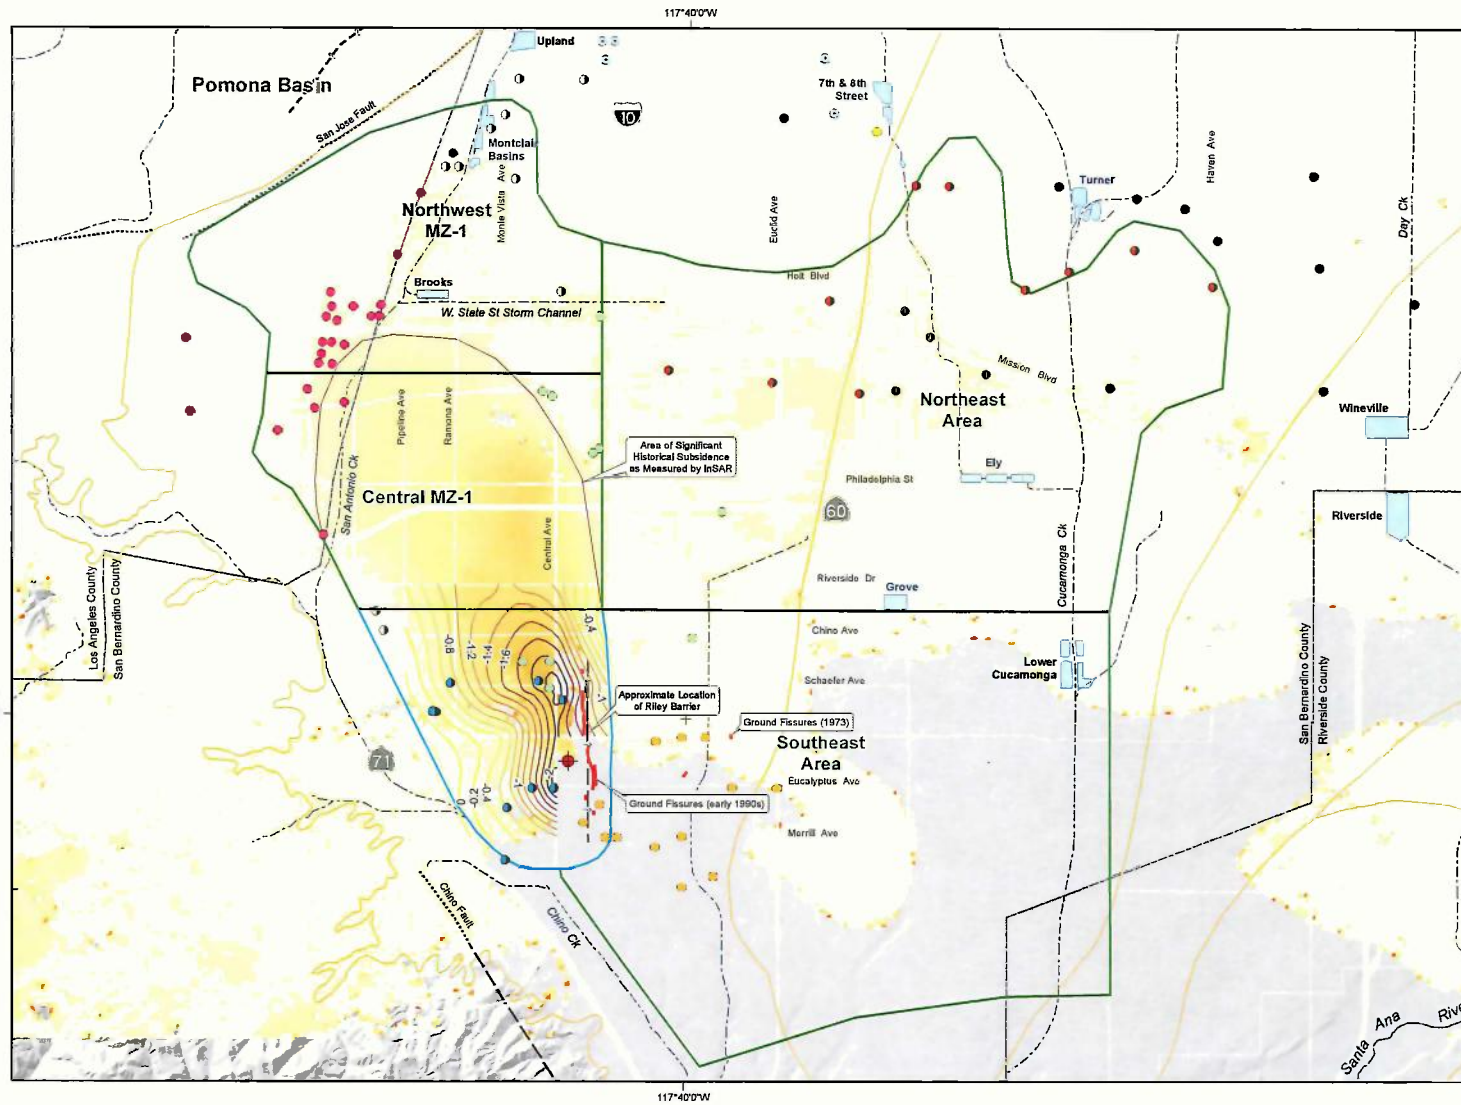 117°40'0"W
Upland
Pomona Basin
7th & 8th
Street
10
San Jose Fault
Montclair
Basins
Monte Vista Ave
Haven Ave
Turner
Northwest
MZ-1
Euclid Ave
Day Ck
Holt Blvd
Brooks
W. State St Storm Channel
Mission Blvd
Pipeline Ave
Ramona Ave
Northeast
Area
Wineville
Area of Significant
Historical Subsidence
as Measured by InSAR
Ely
Philadelphia St
Central MZ-1
San Antonio Ck
60
Riverside
Central Ave
Cucamonga Ck
Los Angeles County
San Bernardino County
Riverside Dr
Grove
-0.4
Chino Ave
-0.8
-1.2
-1.4
-1.6
Lower
Cucamonga
San Bernardino County
Riverside County
Schaefer Ave
Approximate Location
of Riley Barrier
-1
Ground Fissures (1973)
Southeast
Area
71
Eucalyptus Ave
-2
-1
-0.4
0
Ground Fissures (early 1990s)
Merrill Ave
Chino Fault
Chino Ck
Santa Ana Rive
117°40'0"W